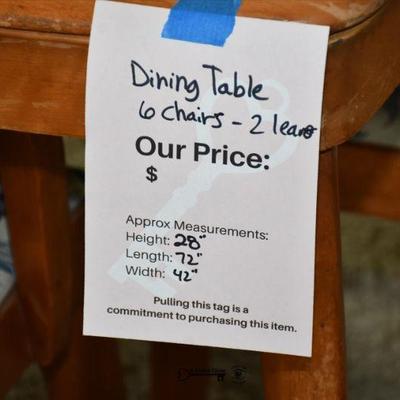 Dining Table
6 Chairs - 2 leaves
Our Price:
$
Approx Measurements:
Height: 28"
Length: 72"
Width: 42"
Pulling this tag is a
commitment to purchasing this item.